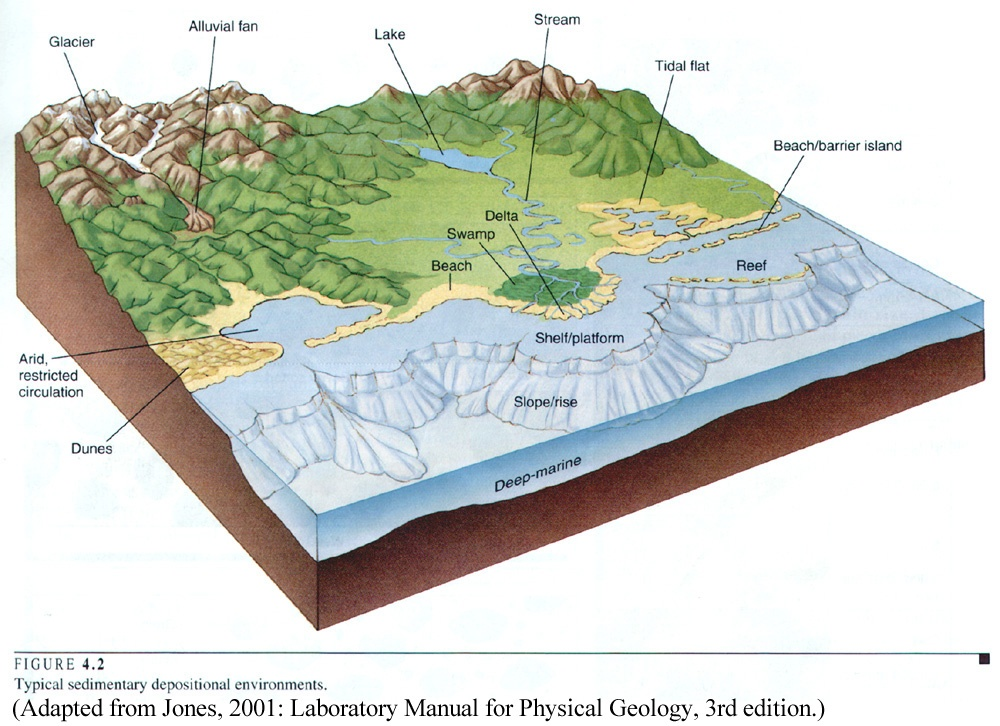 Glacier
Alluvial fan
Lake
Stream
Tidal flat
Beach/barrier island
Delta
Swamp
Beach
Reef
Shelf/platform
Arid,
restricted
circulation
Slope/rise
Dunes
Deep-marine
FIGURE 4.2
Typical sedimentary depositional environments.
(Adapted from Jones, 2001: Laboratory Manual for Physical Geology, 3rd edition.)